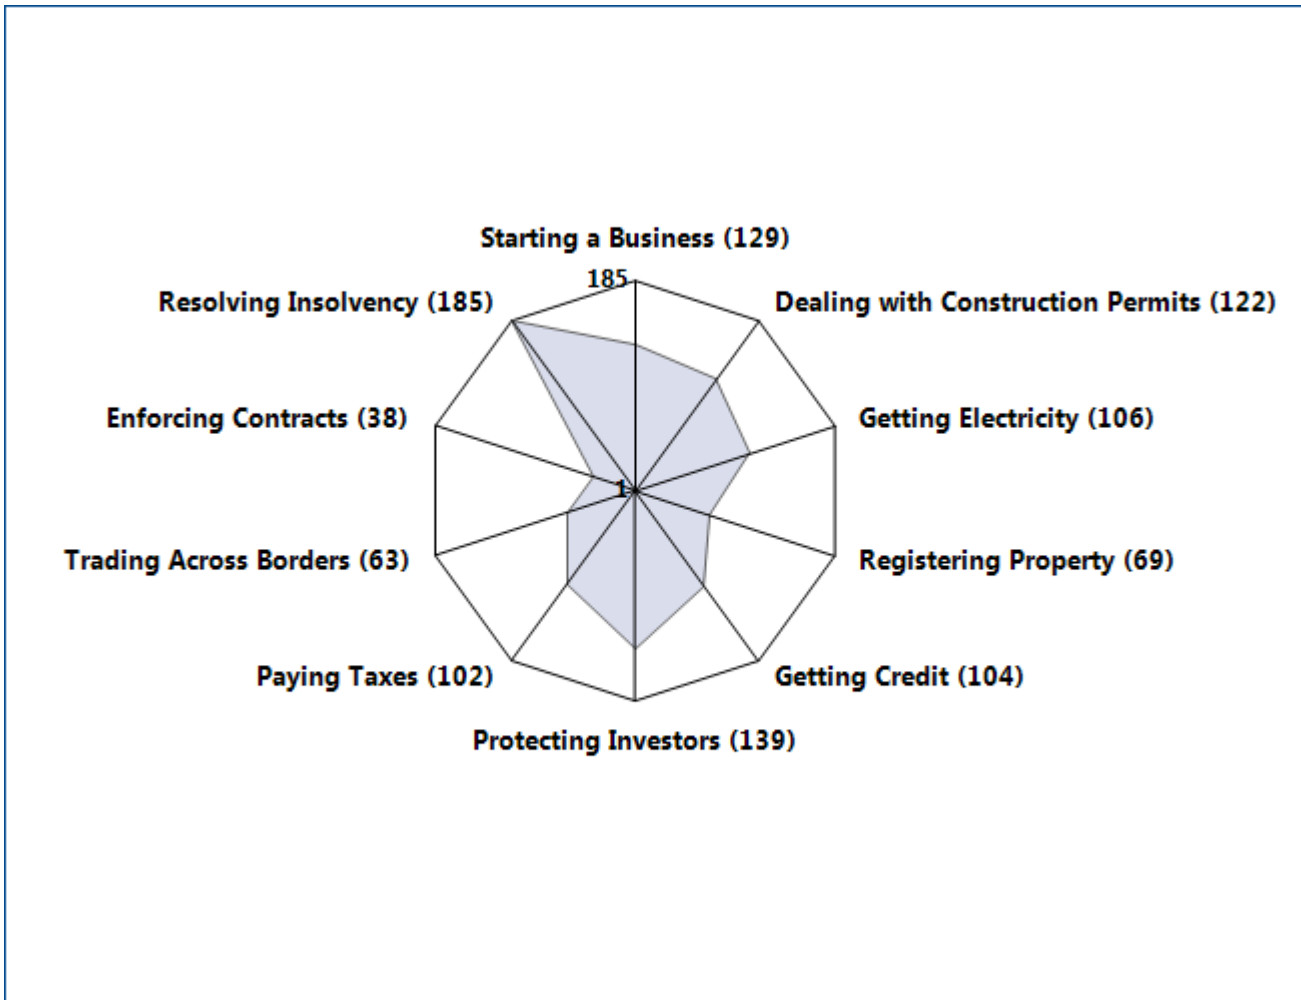 Starting a Business (129)
185
Resolving Insolvency (185)
Dealing with Construction Permits (122)
Enforcing Contracts (38)
Getting Electricity (106)
1
Trading Across Borders (63)
Registering Property (69)
Paying Taxes (102)
Getting Credit (104)
Protecting Investors (139)